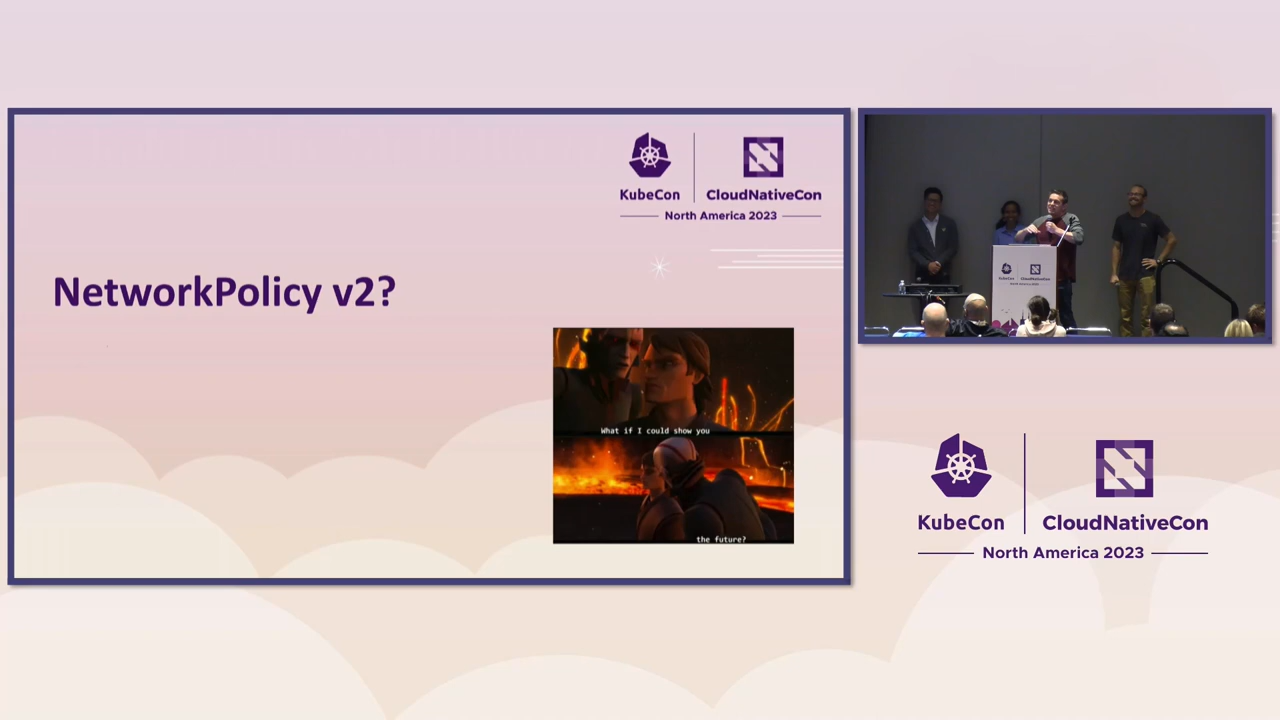 KubeCon
CloudNativeCon
North America 2023
NetworkPolicy v2?
What if I could show you
the future?
KubeCon
CloudNativeCon
North America 2023